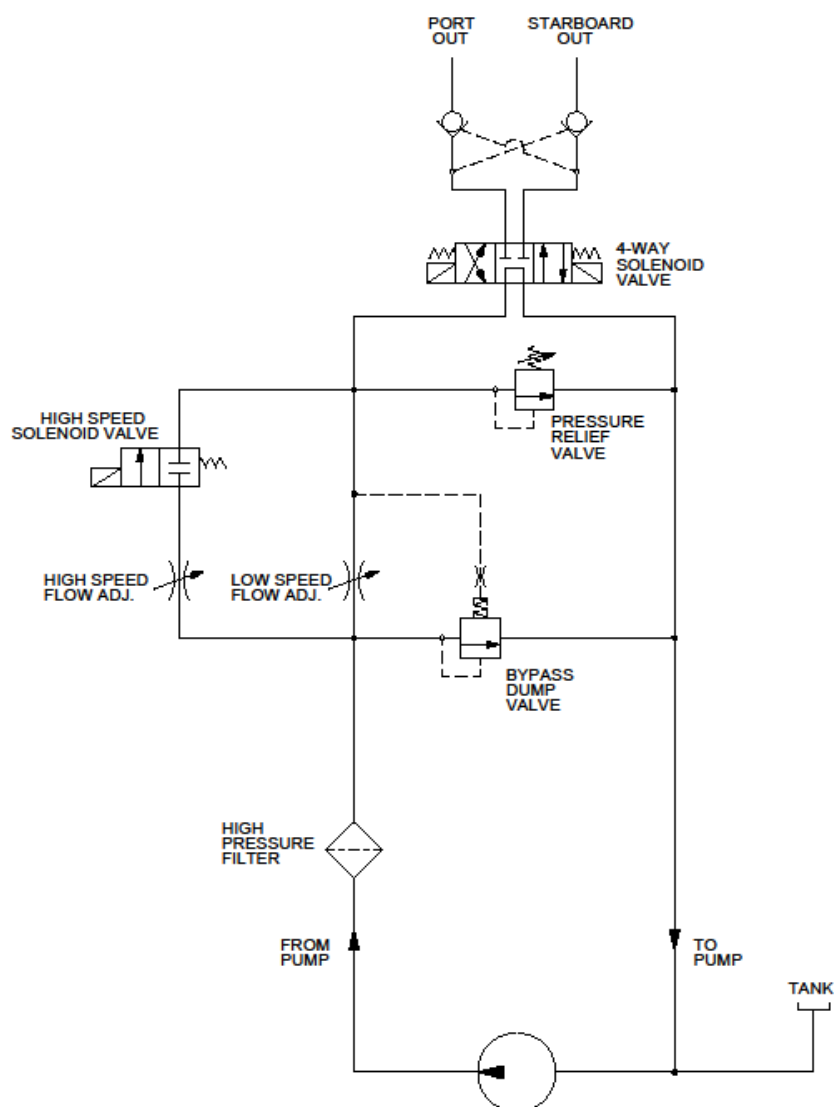 PORT
OUT
STARBOARD
OUT
4-WAY
SOLENOID
VALVE
HIGH SPEED
SOLENOID VALVE
PRESSURE
RELIEF
VALVE
HIGH SPEED
FLOW ADJ.
LOW SPEED
FLOW ADJ.
BYPASS
DUMP
VALVE
HIGH
PRESSURE
FILTER
FROM
PUMP
TO
PUMP
TANK